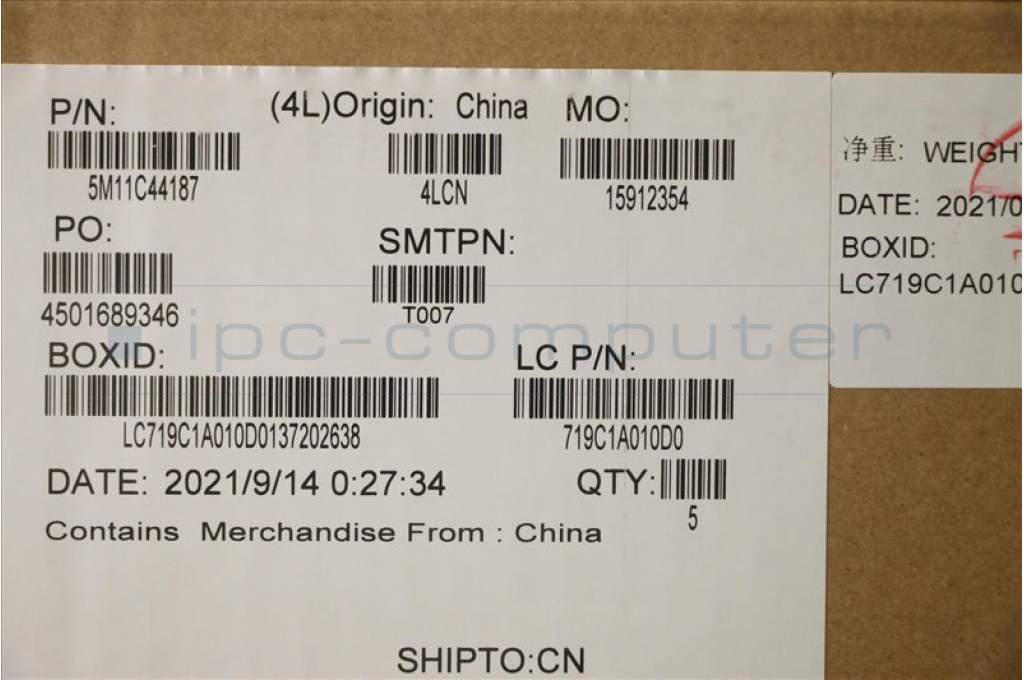 P/N: (4L)Origin: China MO:
5M11C44187 4LCN 15912354
PO: SMTPN:
4501689346 T007
BOXID: LC P/N:
LC719C1A010D0137202638 719C1A010D0
DATE: 2021/9/14 0:27:34 QTY:
5
Contains Merchandise From : China
SHIPTO:CN
净重: WEIGHT
DATE: 2021/0
BOXID:
LC719C1A010
ipc-computer